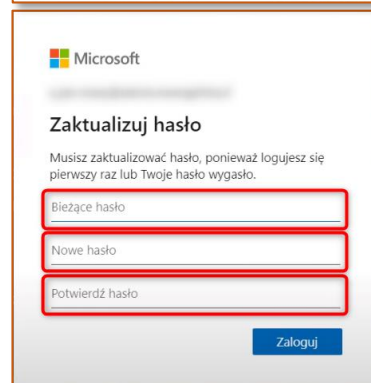 Microsoft
Zaktualizuj hasło
Musisz zaktualizować hasło, ponieważ logujesz się
pierwszy raz lub Twoje hasło wygasło.
Bieżące hasło
Nowe hasło
Potwierdź hasło
Zaloguj